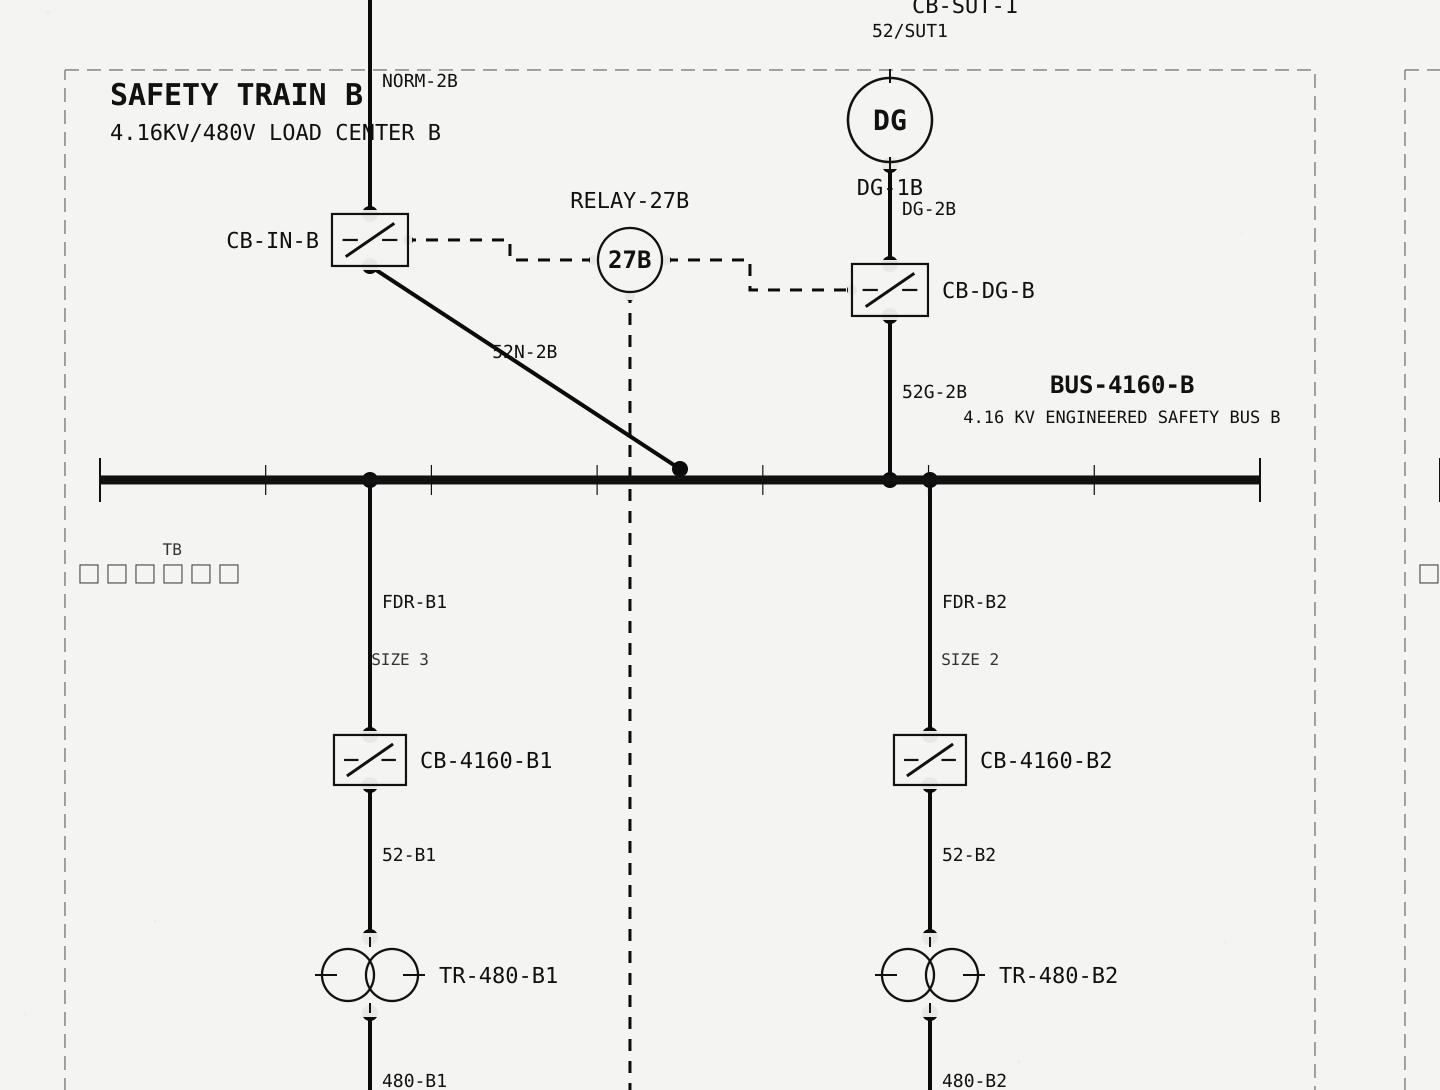 CB-SUT-1
52/SUT1
NORM-2B
SAFETY TRAIN B
4.16KV/480V LOAD CENTER B
DG
DG-1B
DG-2B
RELAY-27B
CB-IN-B
27B
CB-DG-B
52N-2B
52G-2B
BUS-4160-B
4.16 KV ENGINEERED SAFETY BUS B
TB
FDR-B1
FDR-B2
SIZE 3
SIZE 2
CB-4160-B1
CB-4160-B2
52-B1
52-B2
TR-480-B1
TR-480-B2
480-B1
480-B2